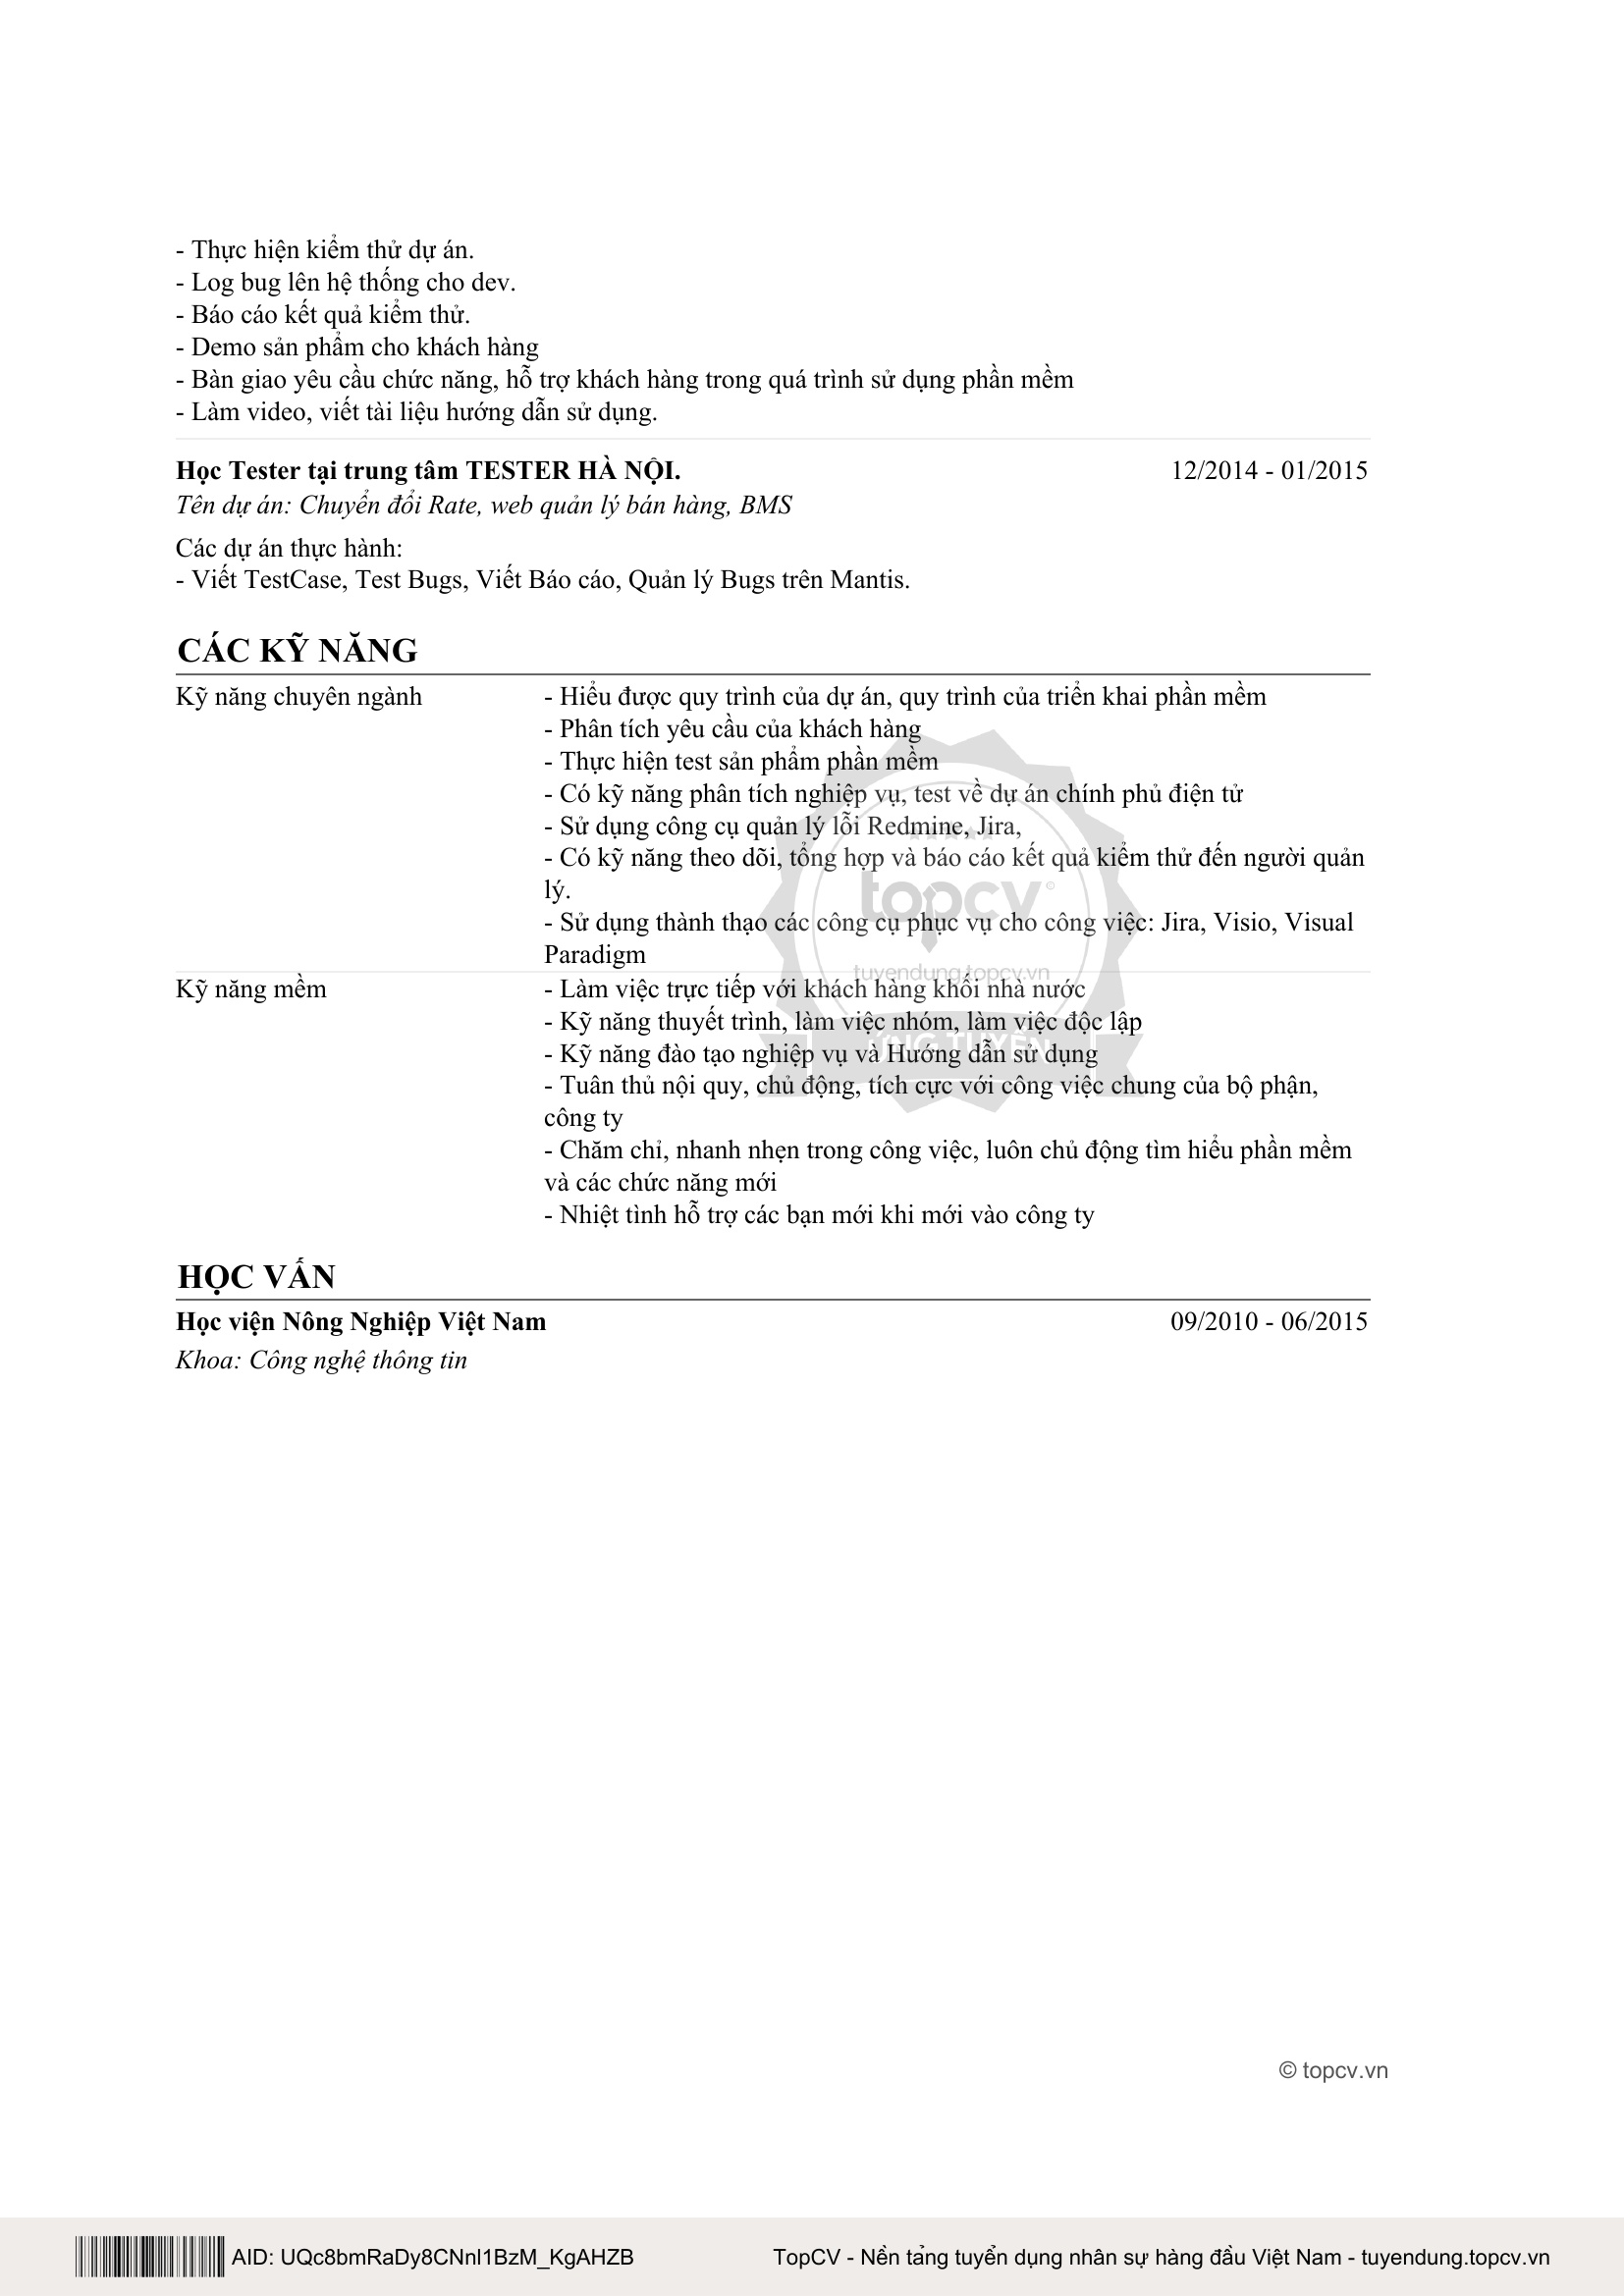 - Thực hiện kiểm thử dự án.
- Log bug lên hệ thống cho dev.
- Báo cáo kết quả kiểm thử.
- Demo sản phẩm cho khách hàng
- Bàn giao yêu cầu chức năng, hỗ trợ khách hàng trong quá trình sử dụng phần mềm
- Làm video, viết tài liệu hướng dẫn sử dụng.
Học Tester tại trung tâm TESTER HÀ NỘI. 12/2014 - 01/2015
Tên dự án: Chuyển đổi Rate, web quản lý bán hàng, BMS
Các dự án thực hành:
- Viết TestCase, Test Bugs, Viết Báo cáo, Quản lý Bugs trên Mantis.
CÁC KỸ NĂNG
Kỹ năng chuyên ngành - Hiểu được quy trình của dự án, quy trình của triển khai phần mềm
- Phân tích yêu cầu của khách hàng
- Thực hiện test sản phẩm phần mềm
- Có kỹ năng phân tích nghiệp vụ, test về dự án chính phủ điện tử
- Sử dụng công cụ quản lý lỗi Redmine, Jira,
- Có kỹ năng theo dõi, tổng hợp và báo cáo kết quả kiểm thử đến người quản
lý.
- Sử dụng thành thạo các công cụ phục vụ cho công việc: Jira, Visio, Visual
Paradigm
Kỹ năng mềm - Làm việc trực tiếp với khách hàng khối nhà nước
- Kỹ năng thuyết trình, làm việc nhóm, làm việc độc lập
- Kỹ năng đào tạo nghiệp vụ và Hướng dẫn sử dụng
- Tuân thủ nội quy, chủ động, tích cực với công việc chung của bộ phận,
công ty
- Chăm chỉ, nhanh nhẹn trong công việc, luôn chủ động tìm hiểu phần mềm
và các chức năng mới
- Nhiệt tình hỗ trợ các bạn mới khi mới vào công ty
topcv
tuyendung.topcv.vn
ỨNG TUYỂN
HỌC VẤN
Học viện Nông Nghiệp Việt Nam 09/2010 - 06/2015
Khoa: Công nghệ thông tin
© topcv.vn
AID: UQc8bmRaDy8CNnl1BzM_KgAHZB TopCV - Nền tảng tuyển dụng nhân sự hàng đầu Việt Nam - tuyendung.topcv.vn